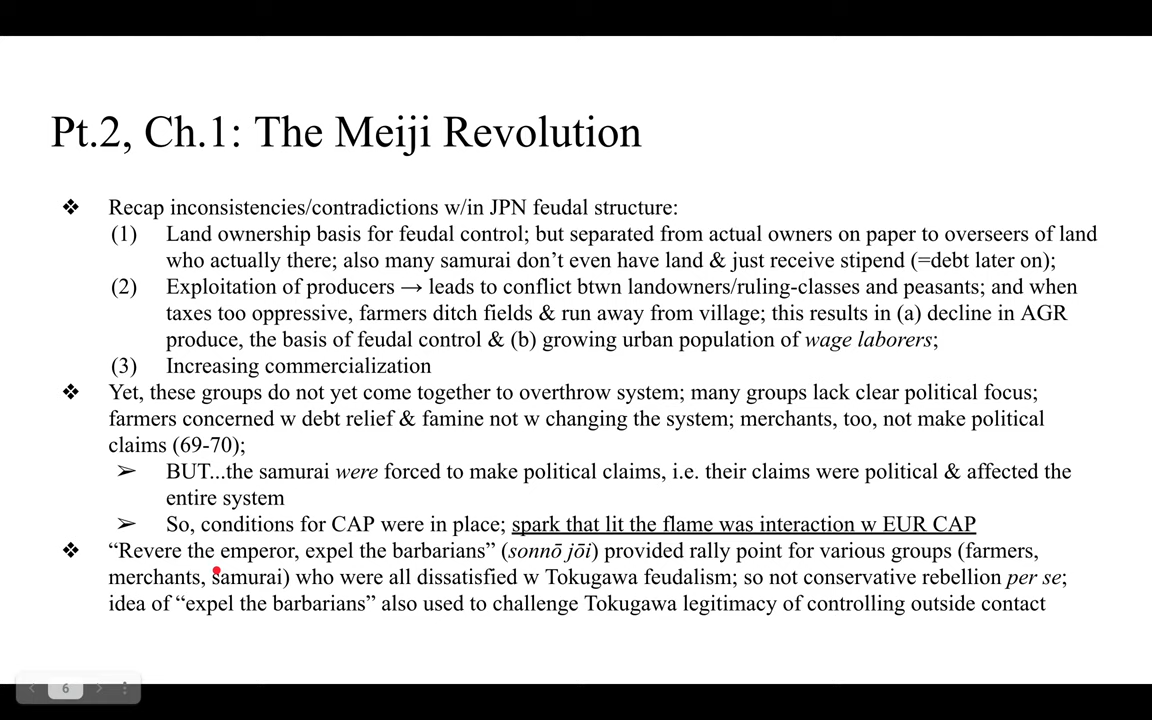 Pt.2, Ch.1: The Meiji Revolution
❖ Recap inconsistencies/contradictions w/in JPN feudal structure:
(1) Land ownership basis for feudal control; but separated from actual owners on paper to overseers of land
who actually there; also many samurai don’t even have land & just receive stipend (=debt later on);
(2) Exploitation of producers → leads to conflict btwn landowners/ruling-classes and peasants; and when
taxes too oppressive, farmers ditch fields & run away from village; this results in (a) decline in AGR
produce, the basis of feudal control & (b) growing urban population of wage laborers;
(3) Increasing commercialization
❖ Yet, these groups do not yet come together to overthrow system; many groups lack clear political focus;
farmers concerned w debt relief & famine not w changing the system; merchants, too, not make political
claims (69-70);
➢ BUT...the samurai were forced to make political claims, i.e. their claims were political & affected the
entire system
➢ So, conditions for CAP were in place; spark that lit the flame was interaction w EUR CAP
❖ “Revere the emperor, expel the barbarians” (sonnō jōi) provided rally point for various groups (farmers,
merchants, samurai) who were all dissatisfied w Tokugawa feudalism; so not conservative rebellion per se;
idea of “expel the barbarians” also used to challenge Tokugawa legitimacy of controlling outside contact
6